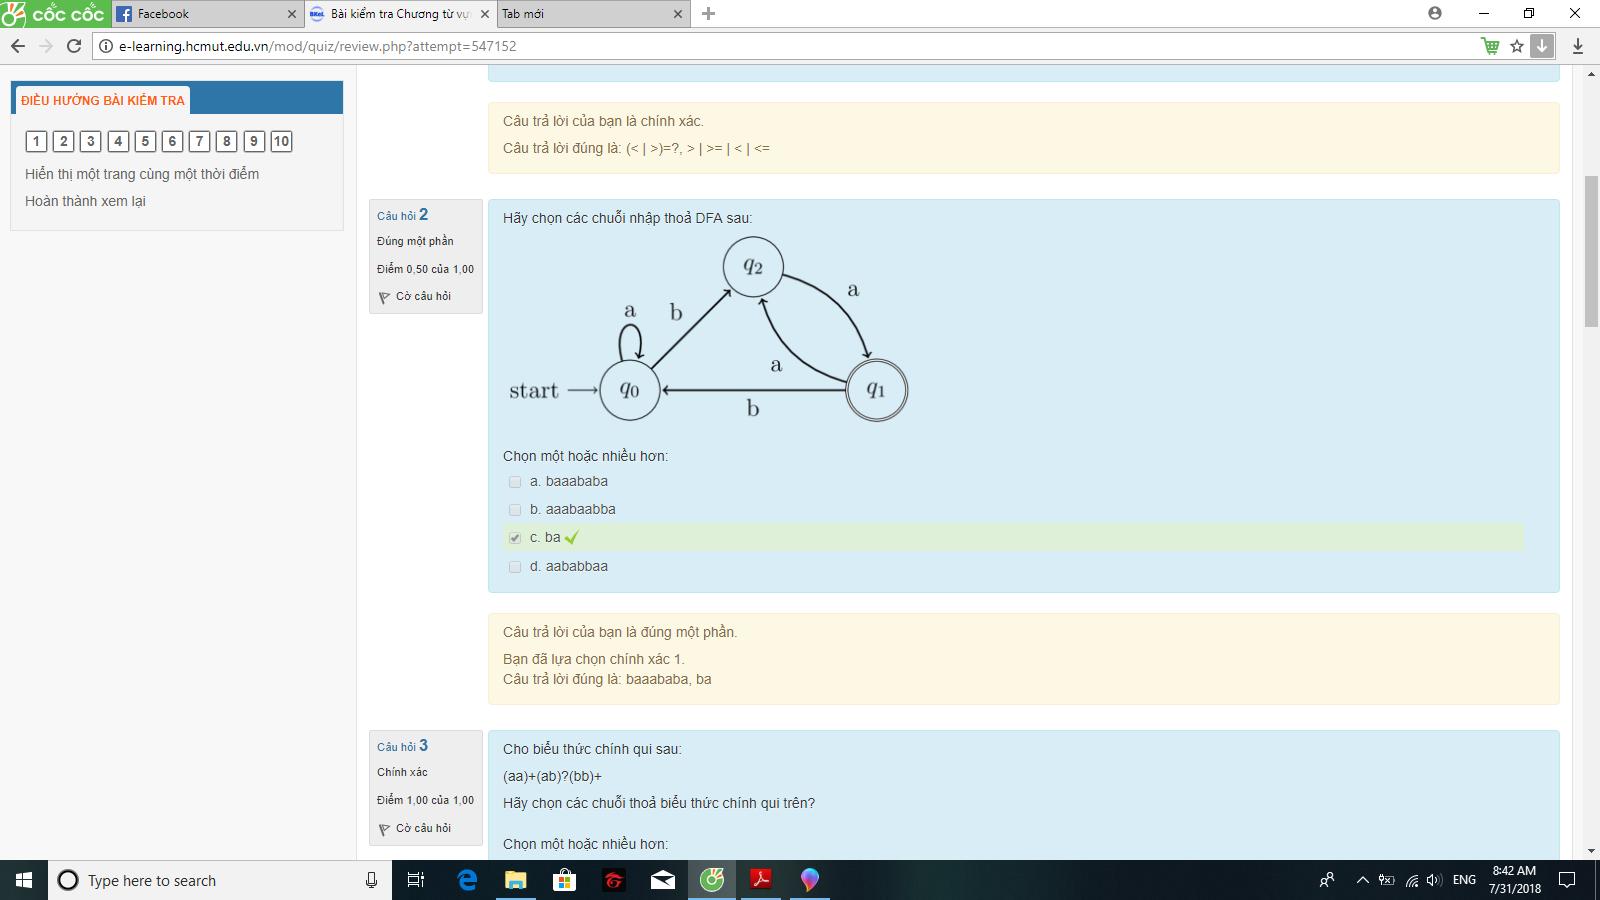 cốc cốc
Facebook
Bài kiểm tra Chương từ vự
Tab mới
e-learning.hcmut.edu.vn/mod/quiz/review.php?attempt=547152
ĐIỀU HƯỚNG BÀI KIỂM TRA
1 2 3 4 5 6 7 8 9 10
Hiển thị một trang cùng một thời điểm
Hoàn thành xem lại
Câu trả lời của bạn là chính xác.
Câu trả lời đúng là: (< | >)=?, > | >= | < | <=
Câu hỏi 2
Đúng một phần
Điểm 0,50 của 1,00
Cờ câu hỏi
Hãy chọn các chuỗi nhập thoả DFA sau:
q2
a
a
b
a
start
q0
q1
b
Chọn một hoặc nhiều hơn:
a. baaababa
b. aaabaabba
c. ba
d. aababbaa
Câu trả lời của bạn là đúng một phần.
Bạn đã lựa chọn chính xác 1.
Câu trả lời đúng là: baaababa, ba
Câu hỏi 3
Chính xác
Điểm 1,00 của 1,00
Cờ câu hỏi
Cho biểu thức chính qui sau:
(aa)+(ab)?(bb)+
Hãy chọn các chuỗi thoả biểu thức chính qui trên?
Chọn một hoặc nhiều hơn:
Type here to search
ENG
8:42 AM
7/31/2018